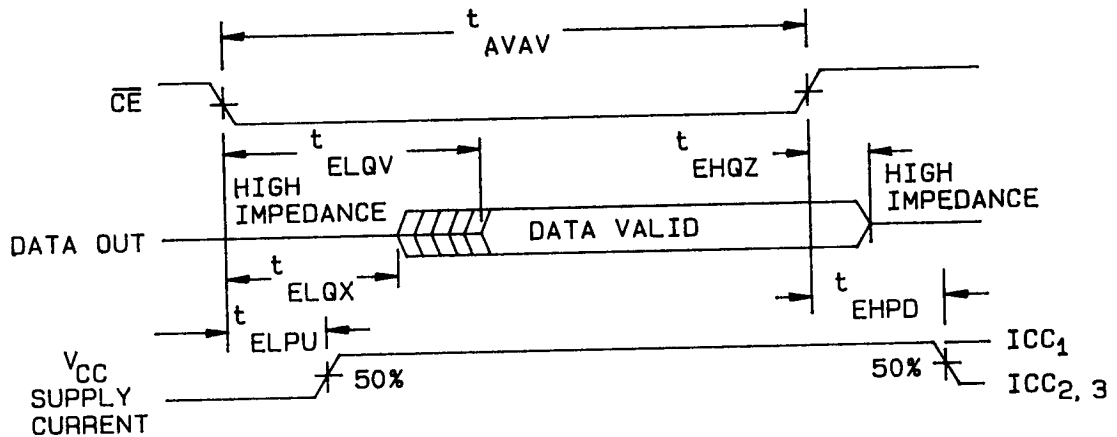 t AVAV
CE
t ELQV
t EHQZ
HIGH IMPEDANCE
HIGH IMPEDANCE
DATA OUT
DATA VALID
t ELQX
t EHPD
t ELPU
VCC SUPPLY CURRENT
50%
50%
ICC1
ICC2, 3